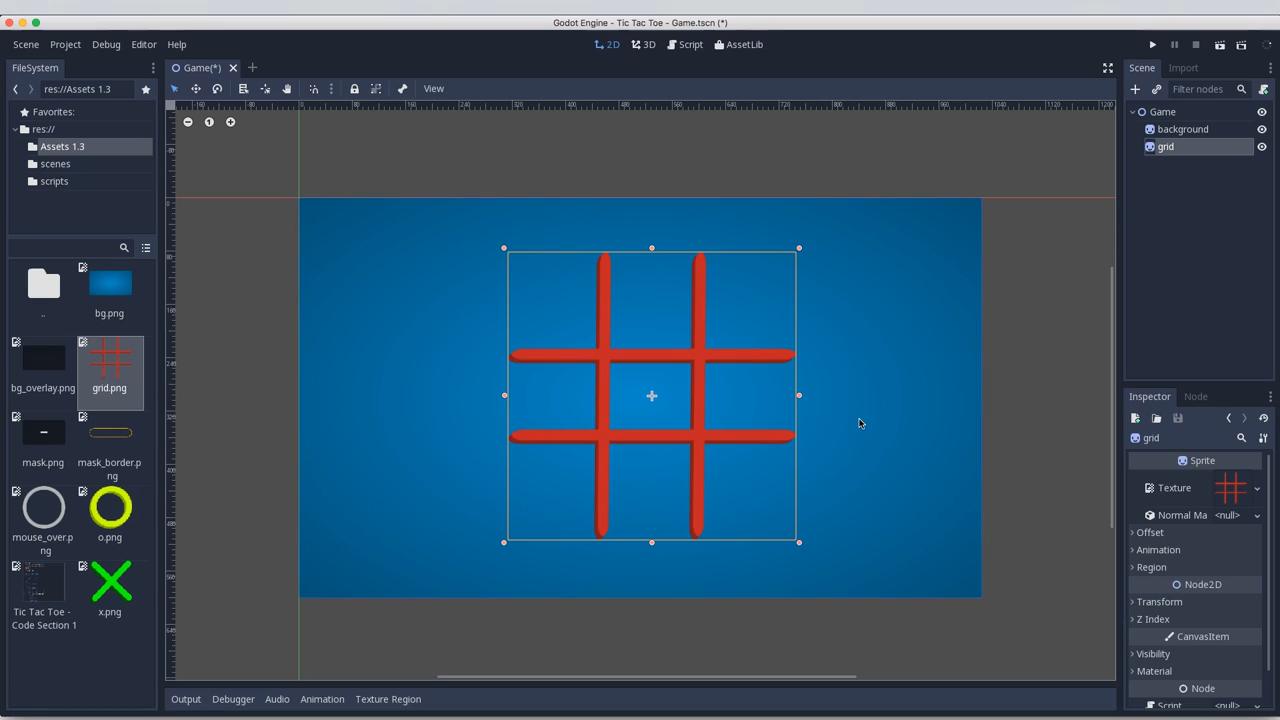 Godot Engine - Tic Tac Toe - Game.tscn (*)
Scene Project Debug Editor Help
2D 3D Script AssetLib
FileSystem
Game(*)
Scene Import
res://Assets 1.3
View
Filter nodes
Favorites:
res://
Assets 1.3
scenes
scripts
Game
background
grid
..
bg.png
bg_overlay.png
grid.png
mask.png
mask_border.p
ng
mouse_over.p
ng
o.png
Tic Tac Toe -
Code Section 1
x.png
Inspector Node
grid
Sprite
Texture
Normal Ma <null>
Offset
Animation
Region
Node2D
Transform
Z Index
CanvasItem
Visibility
Material
Node
Script <null>
Output Debugger Audio Animation Texture Region